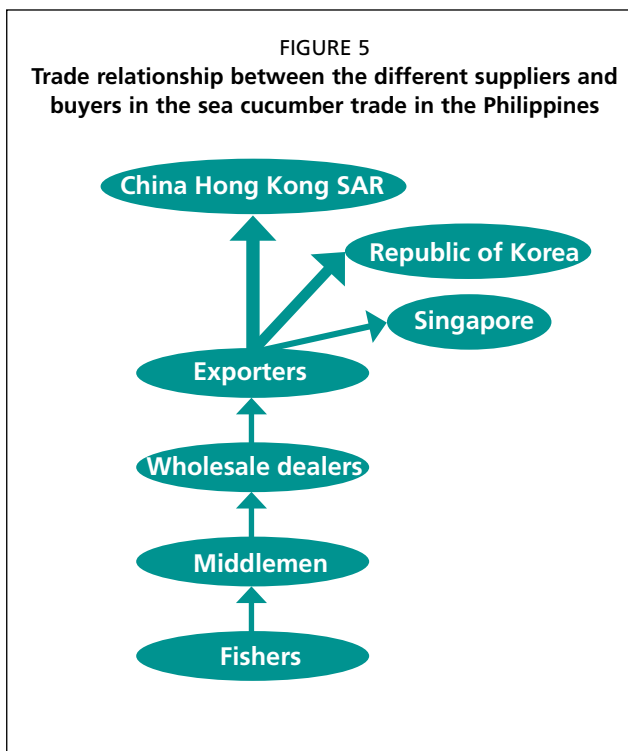 FIGURE 5
Trade relationship between the different suppliers and
buyers in the sea cucumber trade in the Philippines
China Hong Kong SAR
Republic of Korea
Singapore
Exporters
Wholesale dealers
Middlemen
Fishers